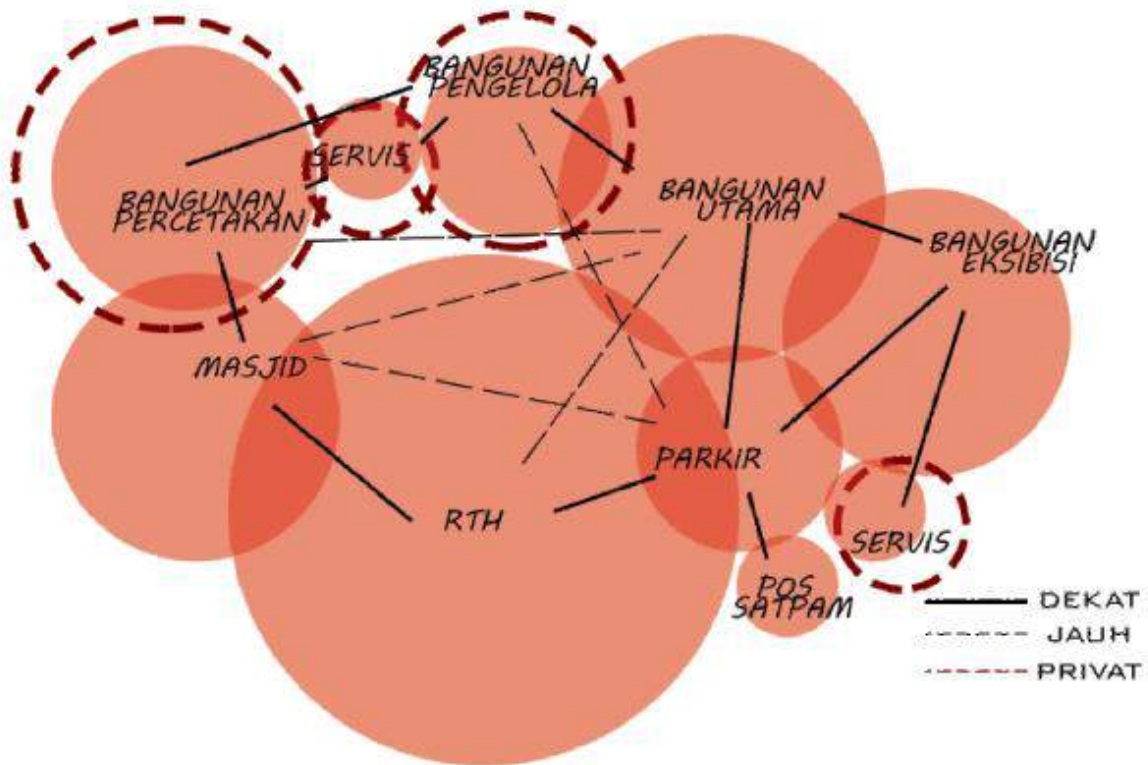 BANGUNAN
PENGELOLA
SERVIS
BANGUNAN
PERCETAKAN
BANGUNAN
UTAMA
BANGUNAN
EKSIBISI
MASJID
PARKIR
RTH
SERVIS
POS
SATPAM
DEKAT
JAUH
PRIVAT